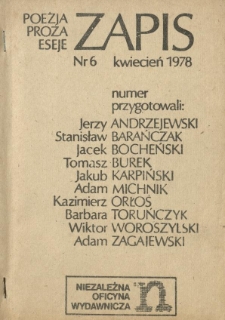 POEZJA
PROZA
ESEJE
ZAPIS
Nr 6 kwiecień 1978
numer
przygotowali:
Jerzy ANDRZEJEWSKI
Stanisław BARAŃCZAK
Jacek BOCHEŃSKI
Tomasz BUREK
Jakub KARPIŃSKI
Adam MICHNIK
Kazimierz ORŁOS
Barbara TORUŃCZYK
Wiktor WOROSZYLSKI
Adam ZAGAJEWSKI
NIEZALEŻNA
OFICYNA
WYDAWNICZA
n